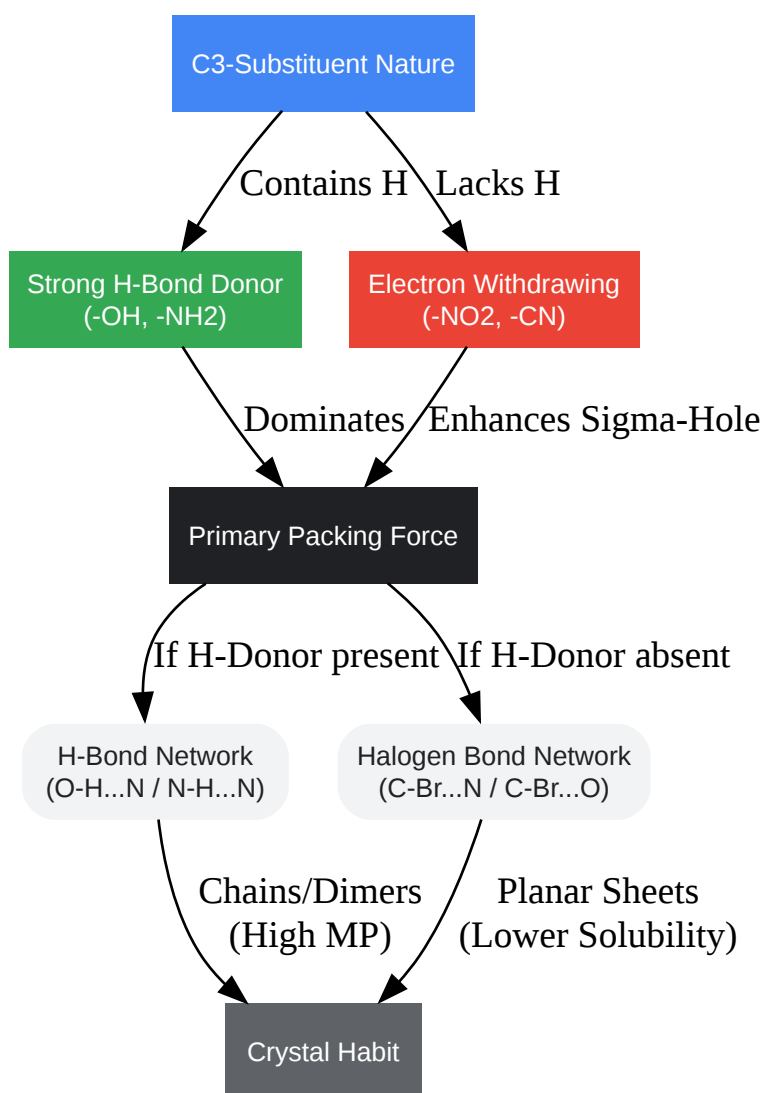 C3-Substituent Nature
Contains H
Lacks H
Strong H-Bond Donor
(-OH, -NH2)
Electron Withdrawing
(-NO2, -CN)
Dominates
Enhances Sigma-Hole
Primary Packing Force
If H-Donor present
If H-Donor absent
H-Bond Network
(O-H...N / N-H...N)
Halogen Bond Network
(C-Br...N / C-Br...O)
Chains/Dimers
(High MP)
Planar Sheets
(Lower Solubility)
Crystal Habit